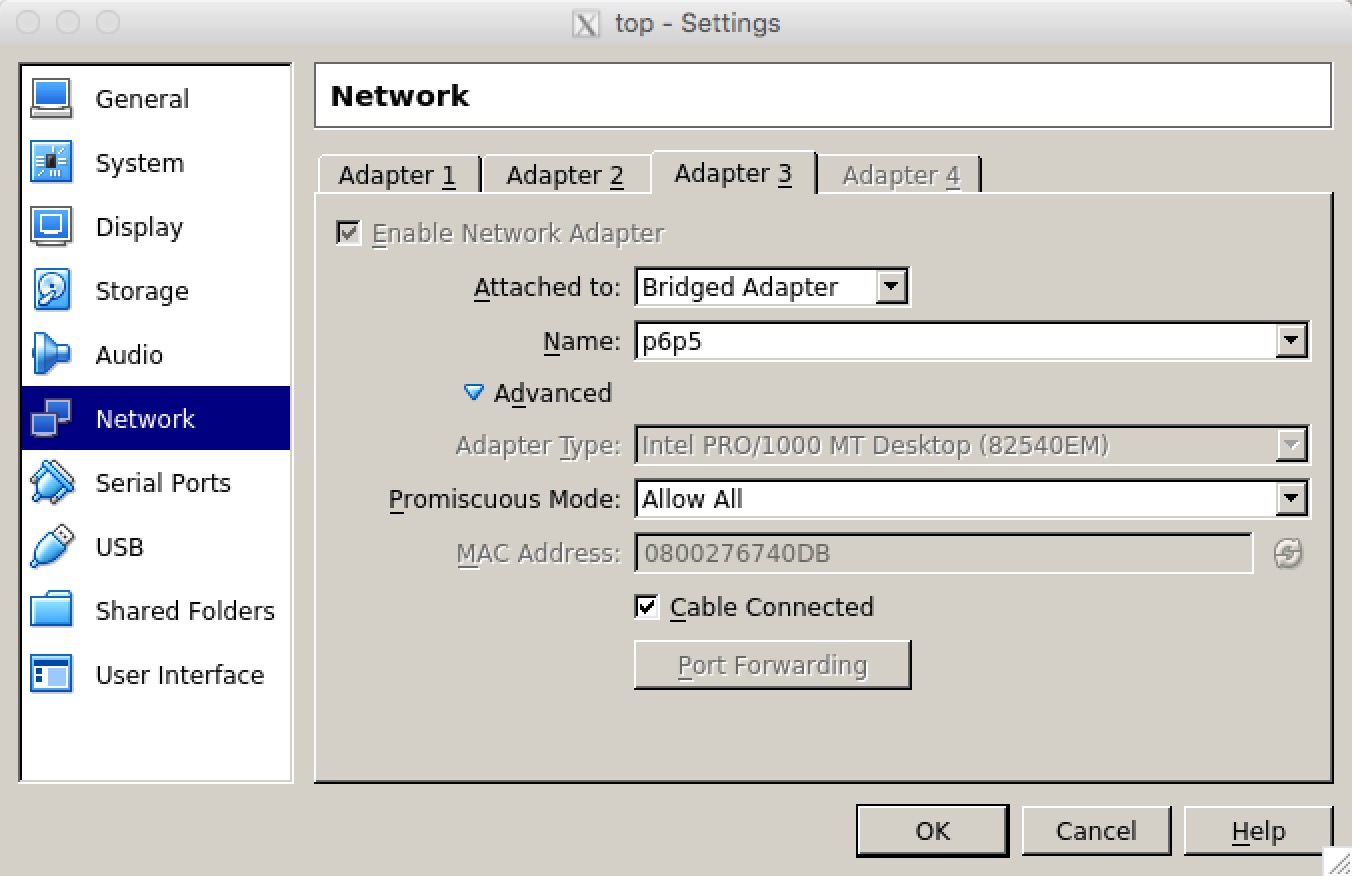 top - Settings
General
System
Display
Storage
Audio
Network
Serial Ports
USB
Shared Folders
User Interface
Network
Adapter 1 Adapter 2 Adapter 3 Adapter 4
Enable Network Adapter
Attached to: Bridged Adapter
Name: p6p5
Advanced
Adapter Type: Intel PRO/1000 MT Desktop (82540EM)
Promiscuous Mode: Allow All
MAC Address: 0800276740DB
Cable Connected
Port Forwarding
OK Cancel Help